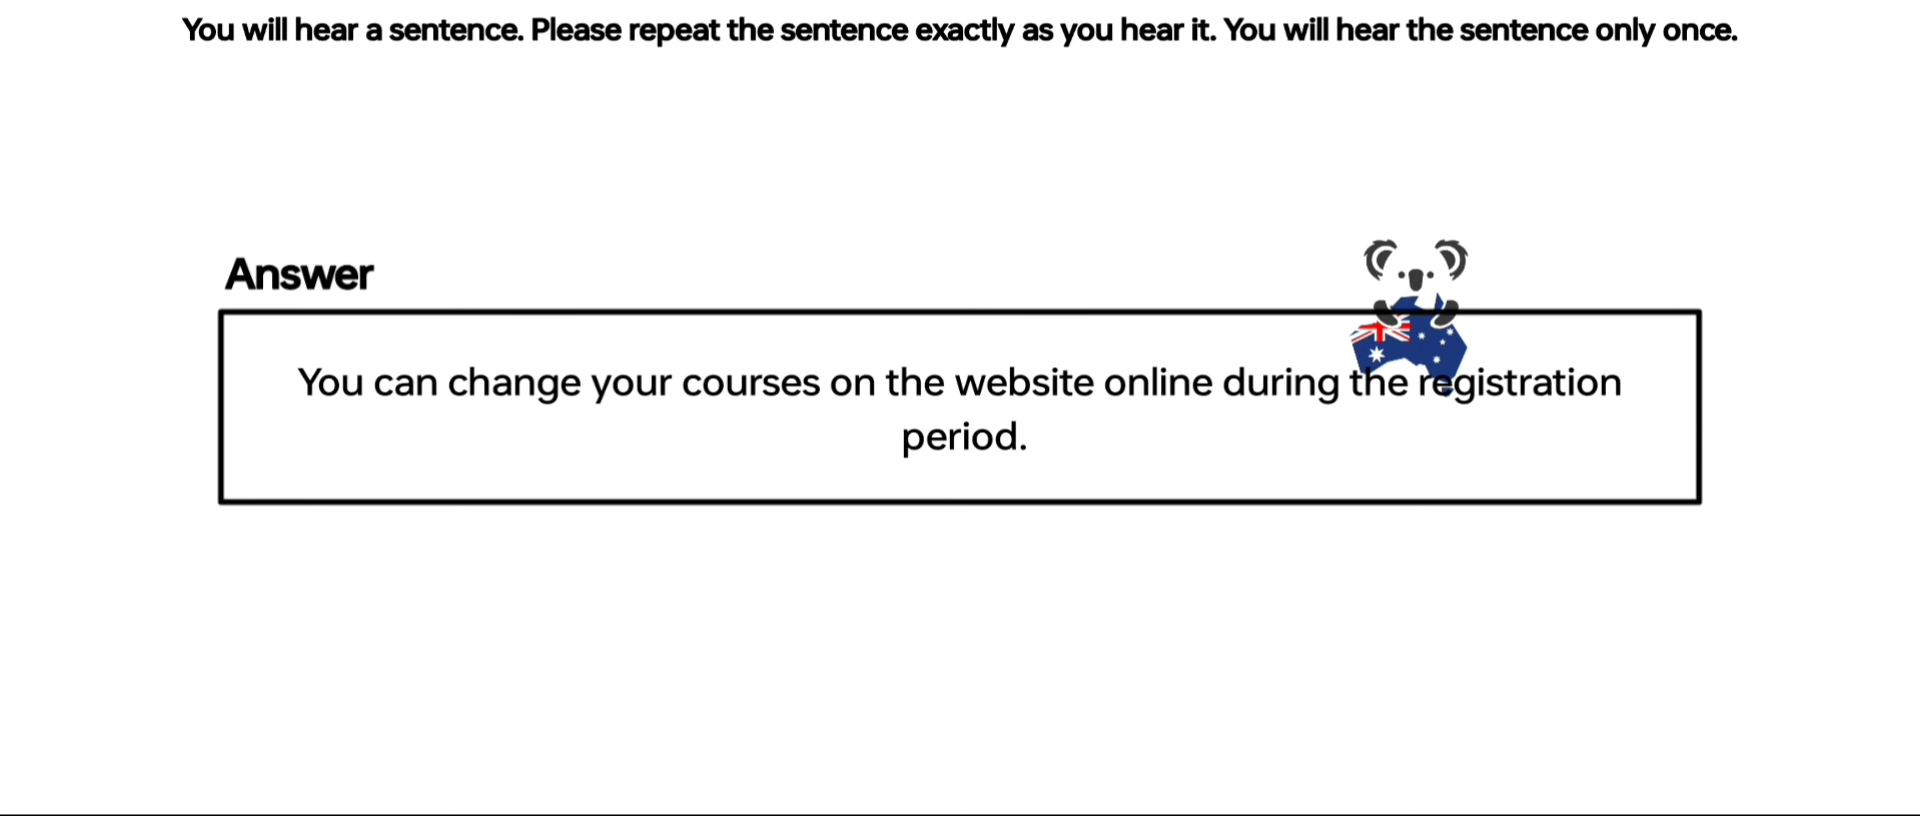 You will hear a sentence. Please repeat the sentence exactly as you hear it. You will hear the sentence only once.
Answer
You can change your courses on the website online during the registration
period.